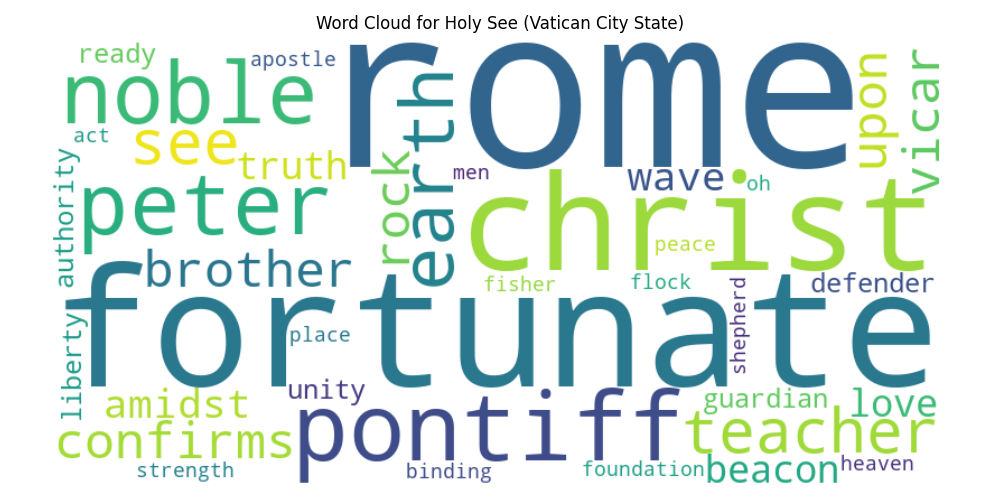 Word Cloud for Holy See (Vatican City State)
ready
apostle
rome
noble
earth
upon
vicar
act
see
truth
rock
men
wave
oh
authority
peter
christ
peace
brother
fisher
flock
shepherd
defender
fortunate
liberty
place
unity
amidst
pontiff
guardian
love
confirms
teacher
strength
binding
foundation
beacon
heaven